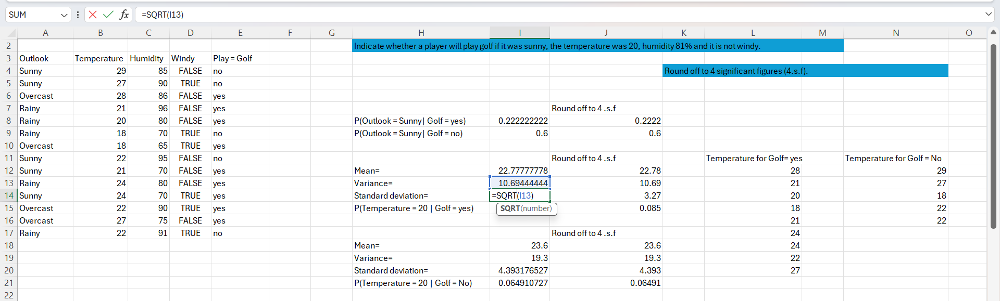 SUM =SQRT(I13)
A B C D E F G H I J K L M N O
2 Indicate whether a player will play golf if it was sunny, the temperature was 20, humidity 81% and it is not windy.
3 Outlook Temperature Humidity Windy Play = Golf
4 Sunny 29 85 FALSE no Round off to 4 significant figures (4.s.f).
5 Sunny 27 90 TRUE no
6 Overcast 28 86 FALSE yes
7 Rainy 21 96 FALSE yes Round off to 4 .s.f
8 Rainy 20 80 FALSE yes P(Outlook = Sunny| Golf = yes) 0.222222222 0.2222
9 Rainy 18 70 TRUE no P(Outlook = Sunny| Golf = no) 0.6 0.6
10 Overcast 18 65 TRUE yes
11 Sunny 22 95 FALSE no Round off to 4 .s.f Temperature for Golf= yes Temperature for Golf = No
12 Sunny 21 70 FALSE yes Mean= 22.77777778 22.78 28 29
13 Rainy 24 80 FALSE yes Variance= 10.69444444 10.69 21 27
14 Sunny 24 70 TRUE yes Standard deviation= =SQRT(I13) 3.27 20 18
15 Overcast 22 90 TRUE yes P(Temperature = 20 | Golf = yes) SQRT(number) 0.085 18 22
16 Overcast 27 75 FALSE yes 21 22
17 Rainy 22 91 TRUE no Round off to 4 .s.f 24
18 Mean= 23.6 23.6 24
19 Variance= 19.3 19.3 22
20 Standard deviation= 4.393176527 4.393 27
21 P(Temperature = 20 | Golf = No) 0.064910727 0.06491
22